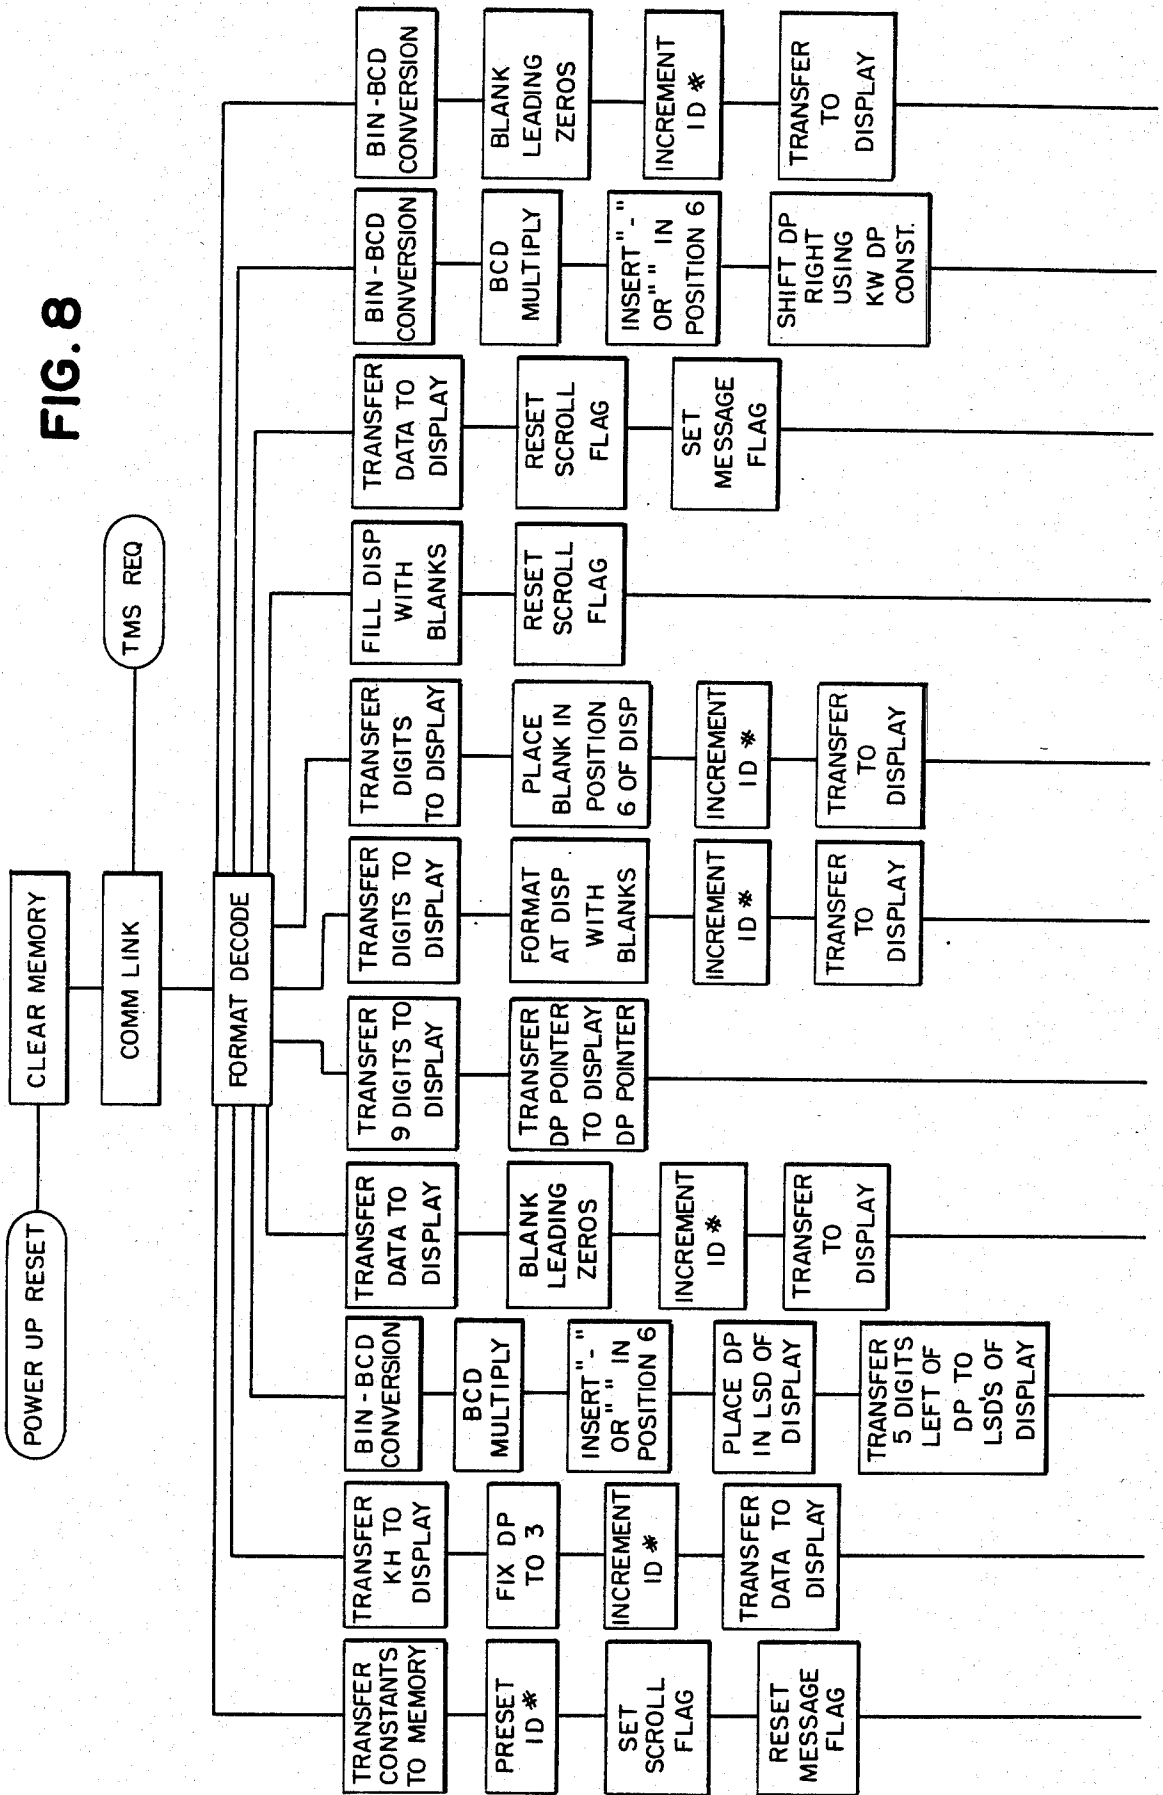 FIG. 8
POWER UP RESET
CLEAR MEMORY
COMM LINK
TMS REQ
FORMAT DECODE
TRANSFER
CONSTANTS
TO MEMORY
PRESET
ID *
SET
SCROLL
FLAG
RESET
MESSAGE
FLAG
TRANSFER
KH TO
DISPLAY
FIX DP
TO 3
INCREMENT
ID *
TRANSFER
DATA TO
DISPLAY
BIN-BCD
CONVERSION
BCD
MULTIPLY
INSERT "-"
OR " " IN
POSITION 6
PLACE DP
IN LSD OF
DISPLAY
TRANSFER
5 DIGITS
LEFT OF
DP TO
LSD'S OF
DISPLAY
TRANSFER
DATA TO
DISPLAY
BLANK
LEADING
ZEROS
INCREMENT
ID *
TRANSFER
TO
DISPLAY
TRANSFER
9 DIGITS TO
DISPLAY
TRANSFER
DP POINTER
TO DISPLAY
DP POINTER
TRANSFER
DIGITS TO
DISPLAY
FORMAT
AT DISP
WITH
BLANKS
INCREMENT
ID *
TRANSFER
TO
DISPLAY
TRANSFER
DIGITS
TO DISPLAY
PLACE
BLANK IN
POSITION
6 OF DISP
INCREMENT
ID *
TRANSFER
TO
DISPLAY
FILL DISP
WITH
BLANKS
RESET
SCROLL
FLAG
TRANSFER
DATA TO
DISPLAY
RESET
SCROLL
FLAG
SET
MESSAGE
FLAG
BIN-BCD
CONVERSION
BCD
MULTIPLY
INSERT "-"
OR " " IN
POSITION 6
SHIFT DP
RIGHT
USING
KW DP
CONST.
BIN-BCD
CONVERSION
BLANK
LEADING
ZEROS
INCREMENT
ID *
TRANSFER
TO
DISPLAY